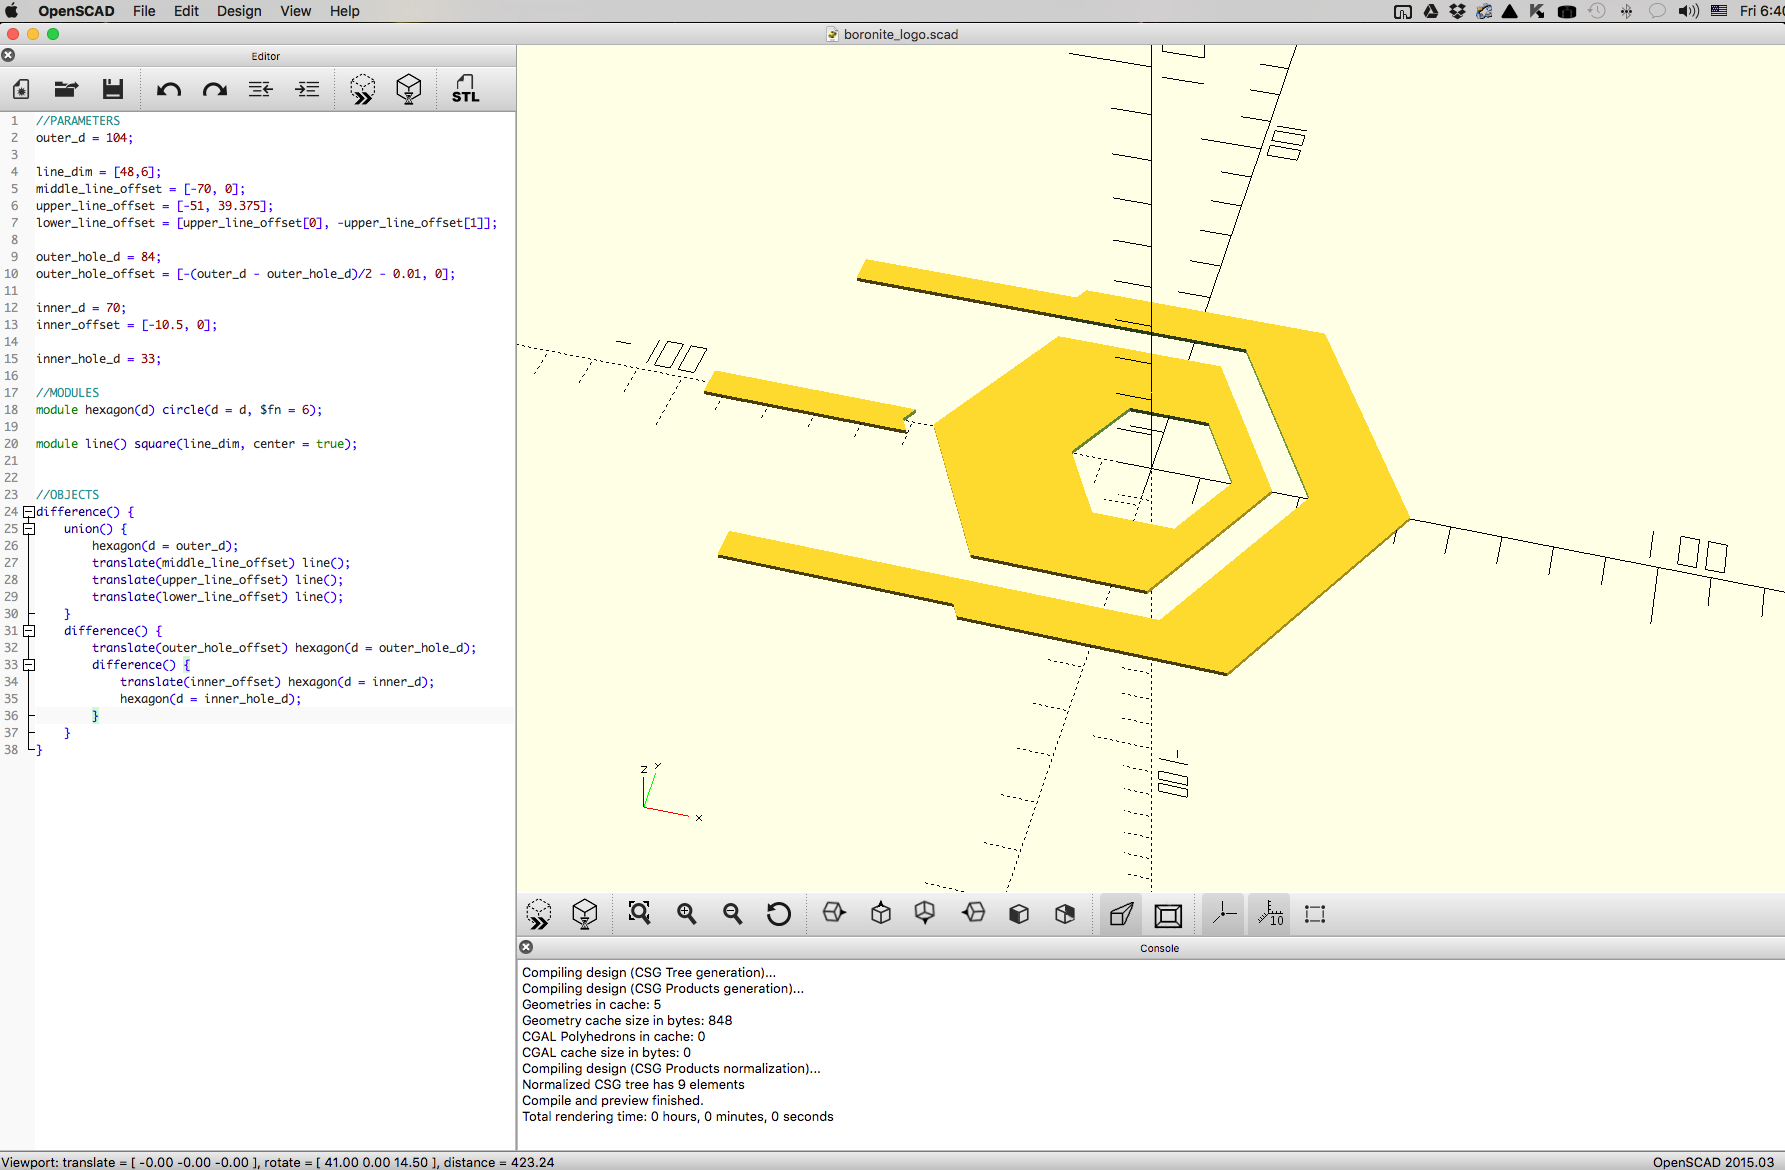 OpenSCAD File Edit Design View Help Fri 6:40
boronite_logo.scad
Editor
STL
1 //PARAMETERS
2 outer_d = 104;
3
4 line_dim = [48,6];
5 middle_line_offset = [-70, 0];
6 upper_line_offset = [-51, 39.375];
7 lower_line_offset = [upper_line_offset[0], -upper_line_offset[1]];
8
9 outer_hole_d = 84;
10 outer_hole_offset = [-(outer_d - outer_hole_d)/2 - 0.01, 0];
11
12 inner_d = 70;
13 inner_offset = [-10.5, 0];
14
15 inner_hole_d = 33;
16
17 //MODULES
18 module hexagon(d) circle(d = d, $fn = 6);
19
20 module line() square(line_dim, center = true);
21
22
23 //OBJECTS
24 difference() {
25 union() {
26 hexagon(d = outer_d);
27 translate(middle_line_offset) line();
28 translate(upper_line_offset) line();
29 translate(lower_line_offset) line();
30 }
31 difference() {
32 translate(outer_hole_offset) hexagon(d = outer_hole_d);
33 difference() {
34 translate(inner_offset) hexagon(d = inner_d);
35 hexagon(d = inner_hole_d);
36 }
37 }
38 }
100
-100
100
-100
Z Y
X
10
Console
Compiling design (CSG Tree generation)...
Compiling design (CSG Products generation)...
Geometries in cache: 5
Geometry cache size in bytes: 848
CGAL Polyhedrons in cache: 0
CGAL cache size in bytes: 0
Compiling design (CSG Products normalization)...
Normalized CSG tree has 9 elements
Compile and preview finished.
Total rendering time: 0 hours, 0 minutes, 0 seconds
Viewport: translate = [ -0.00 -0.00 -0.00 ], rotate = [ 41.00 0.00 14.50 ], distance = 423.24
OpenSCAD 2015.03